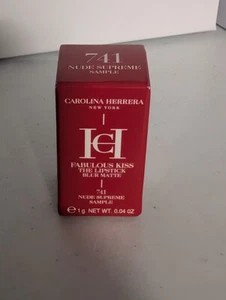 741
NUDE SUPREME
SAMPLE
CAROLINA HERRERA
NEW YORK
CH
FABULOUS KISS
THE LIPSTICK
BLUR MATTE
741
NUDE SUPREME
SAMPLE
℮ 1 g. NET WT. 0.04 OZ